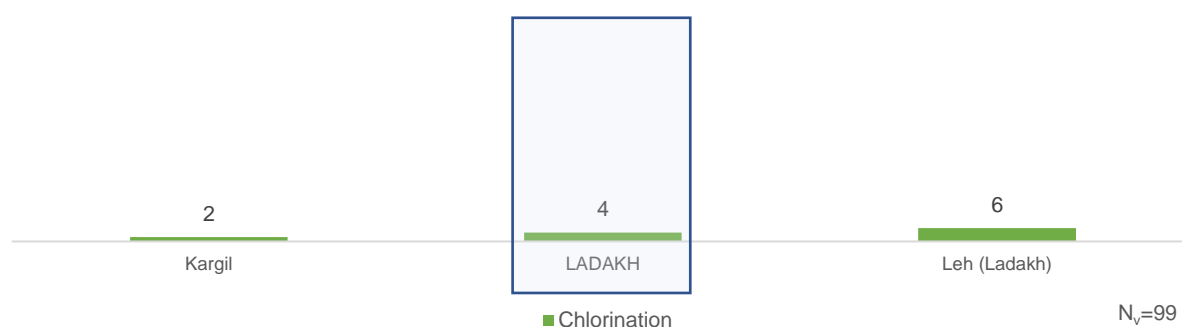 2
4
6
Kargil
LADAKH
Leh (Ladakh)
Chlorination
Nᵥ=99